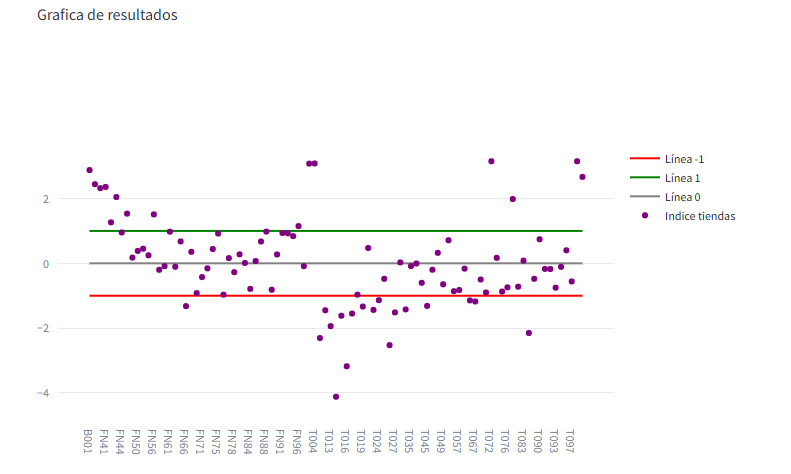 Grafica de resultados
Línea -1
Línea 1
Línea 0
Indice tiendas
2
0
−2
−4
B001
FN41
FN44
FN50
FN56
FN61
FN66
FN71
FN75
FN78
FN84
FN88
FN91
FN96
T004
T013
T016
T019
T024
T027
T035
T045
T049
T057
T067
T072
T076
T083
T090
T093
T097